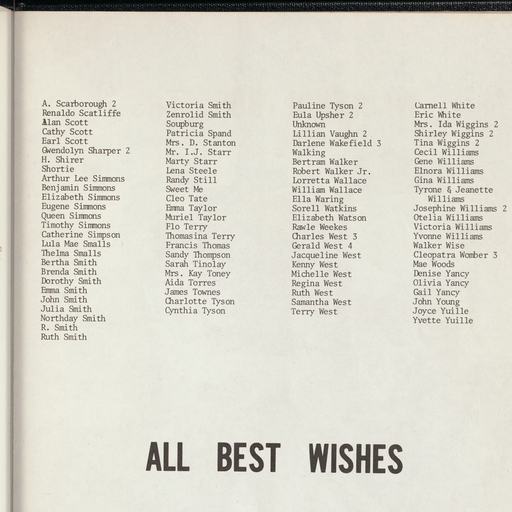 A. Scarborough 2
Renaldo Scatliffe
Alan Scott
Cathy Scott
Earl Scott
Gwendolyn Sharper 2
H. Shirer
Shortie
Arthur Lee Simmons
Benjamin Simmons
Elizabeth Simmons
Eugene Simmons
Queen Simmons
Timothy Simmons
Catherine Simpson
Lula Mae Smalls
Thelma Smalls
Bertha Smith
Brenda Smith
Dorothy Smith
Emma Smith
John Smith
Julia Smith
Northday Smith
R. Smith
Ruth Smith
Victoria Smith
Zenrolid Smith
Soupburg
Patricia Spand
Mrs. D. Stanton
Mr. I.J. Starr
Marty Starr
Lena Steele
Randy Still
Sweet Me
Cleo Tate
Emma Taylor
Muriel Taylor
Flo Terry
Thomasina Terry
Francis Thomas
Sandy Thompson
Sarah Tinolay
Mrs. Kay Toney
Aida Torres
James Townes
Charlotte Tyson
Cynthia Tyson
Pauline Tyson 2
Eula Upsher 2
Unknown
Lillian Vaughn 2
Darlene Wakefield 3
Walking
Bertram Walker
Robert Walker Jr.
Lorretta Wallace
William Wallace
Ella Waring
Sorell Watkins
Elizabeth Watson
Rawle Weekes
Charles West 3
Gerald West 4
Jacqueline West
Kenny West
Michelle West
Regina West
Ruth West
Samantha West
Terry West
Carnell White
Eric White
Mrs. Ida Wiggins 2
Shirley Wiggins 2
Tina Wiggins 2
Cecil Williams
Gene Williams
Elnora Williams
Gina Williams
Tyrone & Jeanette
Williams
Josephine Williams 2
Otelia Williams
Victoria Williams
Yvonne Williams
Walker Wise
Cleopatra Womber 3
Mae Woods
Denise Yancy
Olivia Yancy
Gail Yancy
John Young
Joyce Yuille
Yvette Yuille
ALL BEST WISHES